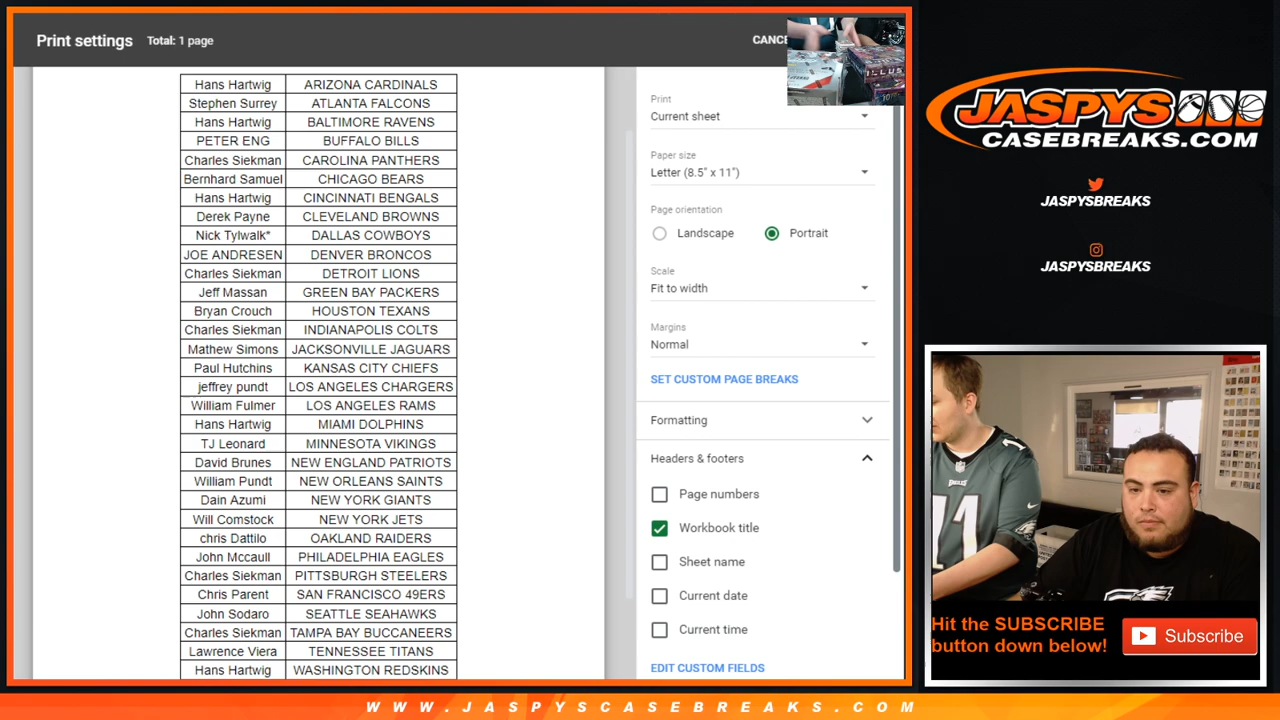 Print settings Total: 1 page
CANCE
Hans Hartwig ARIZONA CARDINALS
Stephen Surrey ATLANTA FALCONS
Hans Hartwig BALTIMORE RAVENS
PETER ENG BUFFALO BILLS
Charles Siekman CAROLINA PANTHERS
Bernhard Samuel CHICAGO BEARS
Hans Hartwig CINCINNATI BENGALS
Derek Payne CLEVELAND BROWNS
Nick Tylwalk* DALLAS COWBOYS
JOE ANDRESEN DENVER BRONCOS
Charles Siekman DETROIT LIONS
Jeff Massan GREEN BAY PACKERS
Bryan Crouch HOUSTON TEXANS
Charles Siekman INDIANAPOLIS COLTS
Mathew Simons JACKSONVILLE JAGUARS
Paul Hutchins KANSAS CITY CHIEFS
jeffrey pundt LOS ANGELES CHARGERS
William Fulmer LOS ANGELES RAMS
Hans Hartwig MIAMI DOLPHINS
TJ Leonard MINNESOTA VIKINGS
David Brunes NEW ENGLAND PATRIOTS
William Pundt NEW ORLEANS SAINTS
Dain Azumi NEW YORK GIANTS
Will Comstock NEW YORK JETS
chris Dattilo OAKLAND RAIDERS
John Mccaull PHILADELPHIA EAGLES
Charles Siekman PITTSBURGH STEELERS
Chris Parent SAN FRANCISCO 49ERS
John Sodaro SEATTLE SEAHAWKS
Charles Siekman TAMPA BAY BUCCANEERS
Lawrence Viera TENNESSEE TITANS
Hans Hartwig WASHINGTON REDSKINS
Print
Current sheet
Paper size
Letter (8.5" x 11")
Page orientation
Landscape Portrait
Scale
Fit to width
Margins
Normal
SET CUSTOM PAGE BREAKS
Formatting
Headers & footers
Page numbers
Workbook title
Sheet name
Current date
Current time
EDIT CUSTOM FIELDS
JASPYS
CASEBREAKS.COM
JASPYSBREAKS
JASPYSBREAKS
Hit the SUBSCRIBE
button down below!
Subscribe
WWW.JASPYSCASEBREAKS.COM